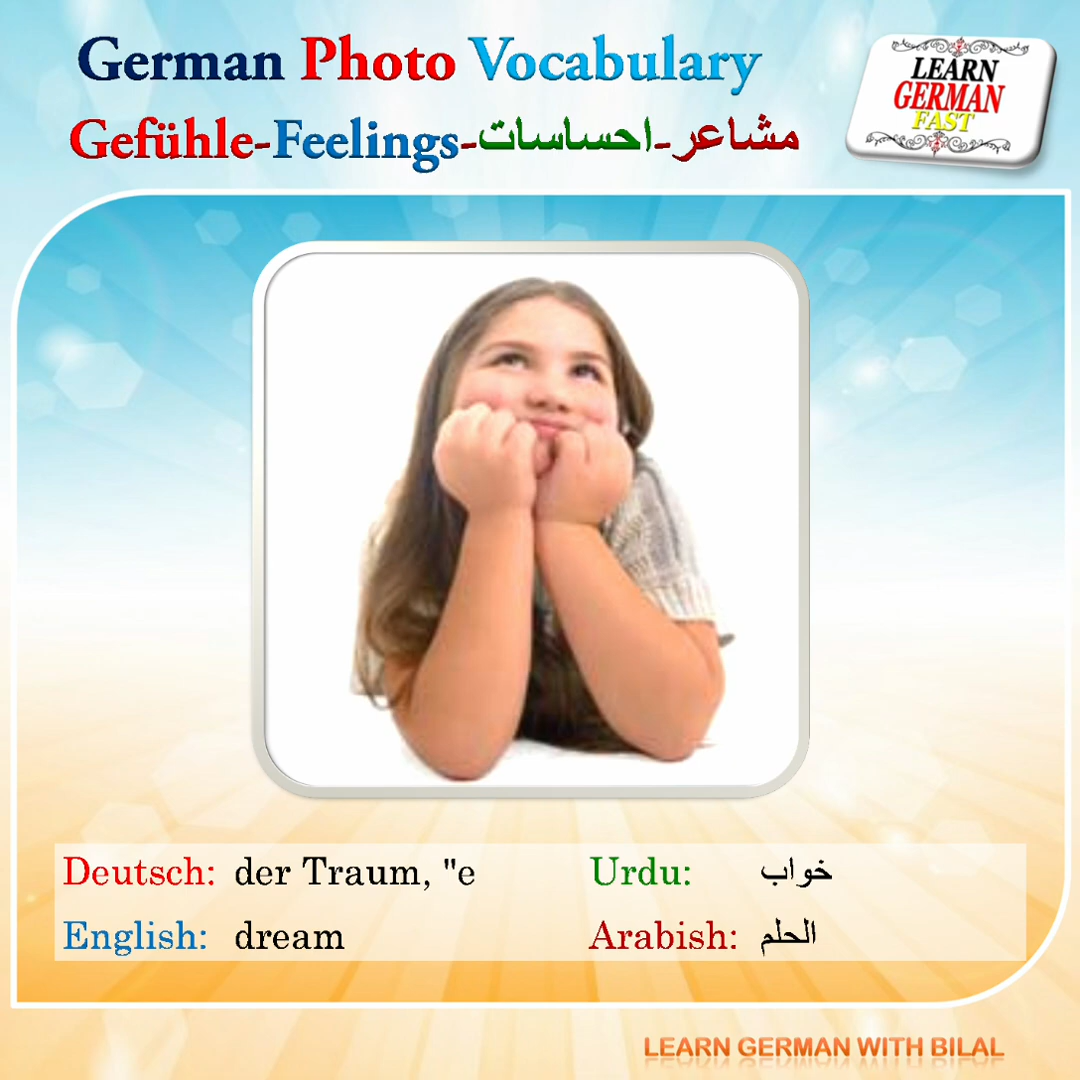 German Photo Vocabulary
Gefühle-Feelings-احساسات-مشاعر
LEARN
GERMAN
FAST
Deutsch: der Traum, "e
Urdu: خواب
English: dream
Arabish: الحلم
LEARN GERMAN WITH BILAL